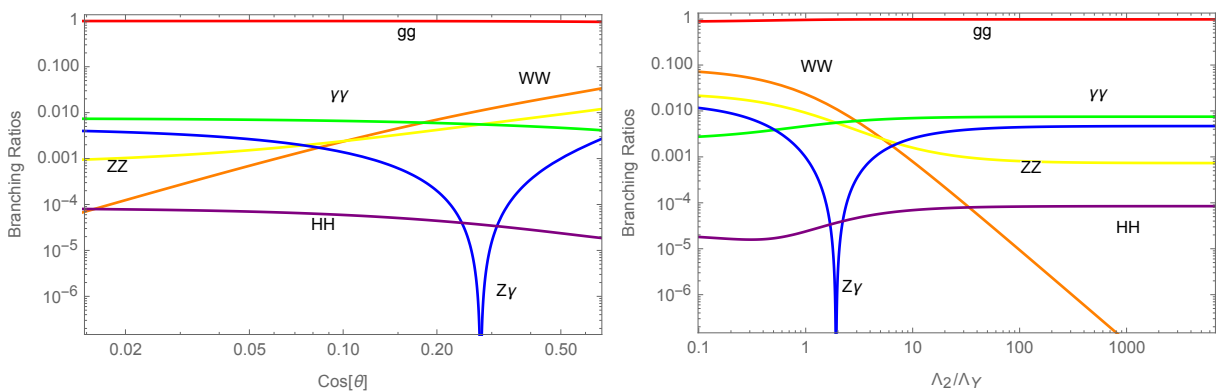 1
0.100
0.010
0.001
10⁻⁴
10⁻⁵
10⁻⁶
Branching Ratios
gg
WW
γγ
ZZ
HH
Zγ
0.02
0.05
0.10
0.20
0.50
Cos[θ]
1
0.100
0.010
0.001
10⁻⁴
10⁻⁵
10⁻⁶
Branching Ratios
gg
WW
γγ
ZZ
HH
Zγ
0.1
1
10
100
1000
Λ₂/Λ_Y